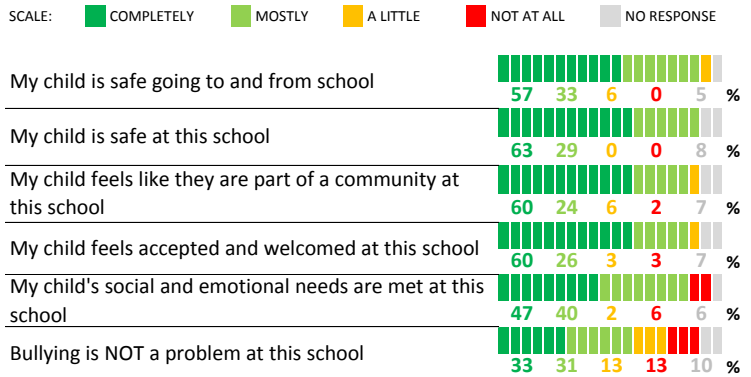 SCALE: COMPLETELY MOSTLY A LITTLE NOT AT ALL NO RESPONSE
My child is safe going to and from school
57 33 6 0 5 %
My child is safe at this school
63 29 0 0 8 %
My child feels like they are part of a community at
this school
60 24 6 2 7 %
My child feels accepted and welcomed at this school
60 26 3 3 7 %
My child's social and emotional needs are met at this
school
47 40 2 6 6 %
Bullying is NOT a problem at this school
33 31 13 13 10 %